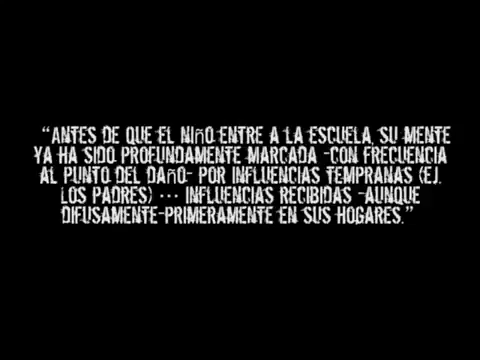 “ANTES DE QUE EL NIñO ENTRE A LA ESCUELA, SU MENTE
YA HA SIDO PROFUNDAMENTE MARCADA -CON FRECUENCIA
AL PUNTO DEL DAñO- POR INFLUENCIAS TEMPRANAS (EJ.
LOS PADRES) ... INFLUENCIAS RECIBIDAS -AUNQUE
DIFUSAMENTE-PRIMERAMENTE EN SUS HOGARES.”